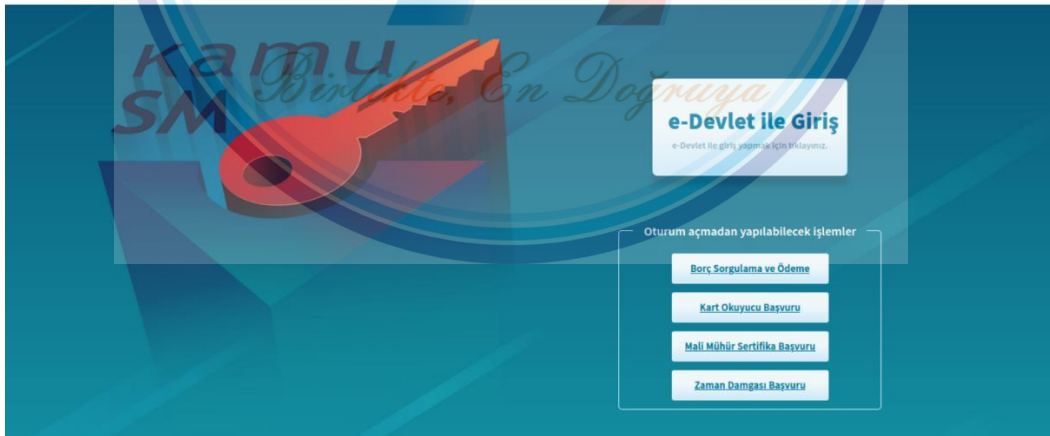 kamu
SM
Birlikte, En Doğruya
e-Devlet ile Giriş
e-Devlet ile giriş yapmak için tıklayınız.
Oturum açmadan yapılabilecek işlemler
Borç Sorgulama ve Ödeme
Kart Okuyucu Başvuru
Mali Mühür Sertifika Başvuru
Zaman Damgası Başvuru